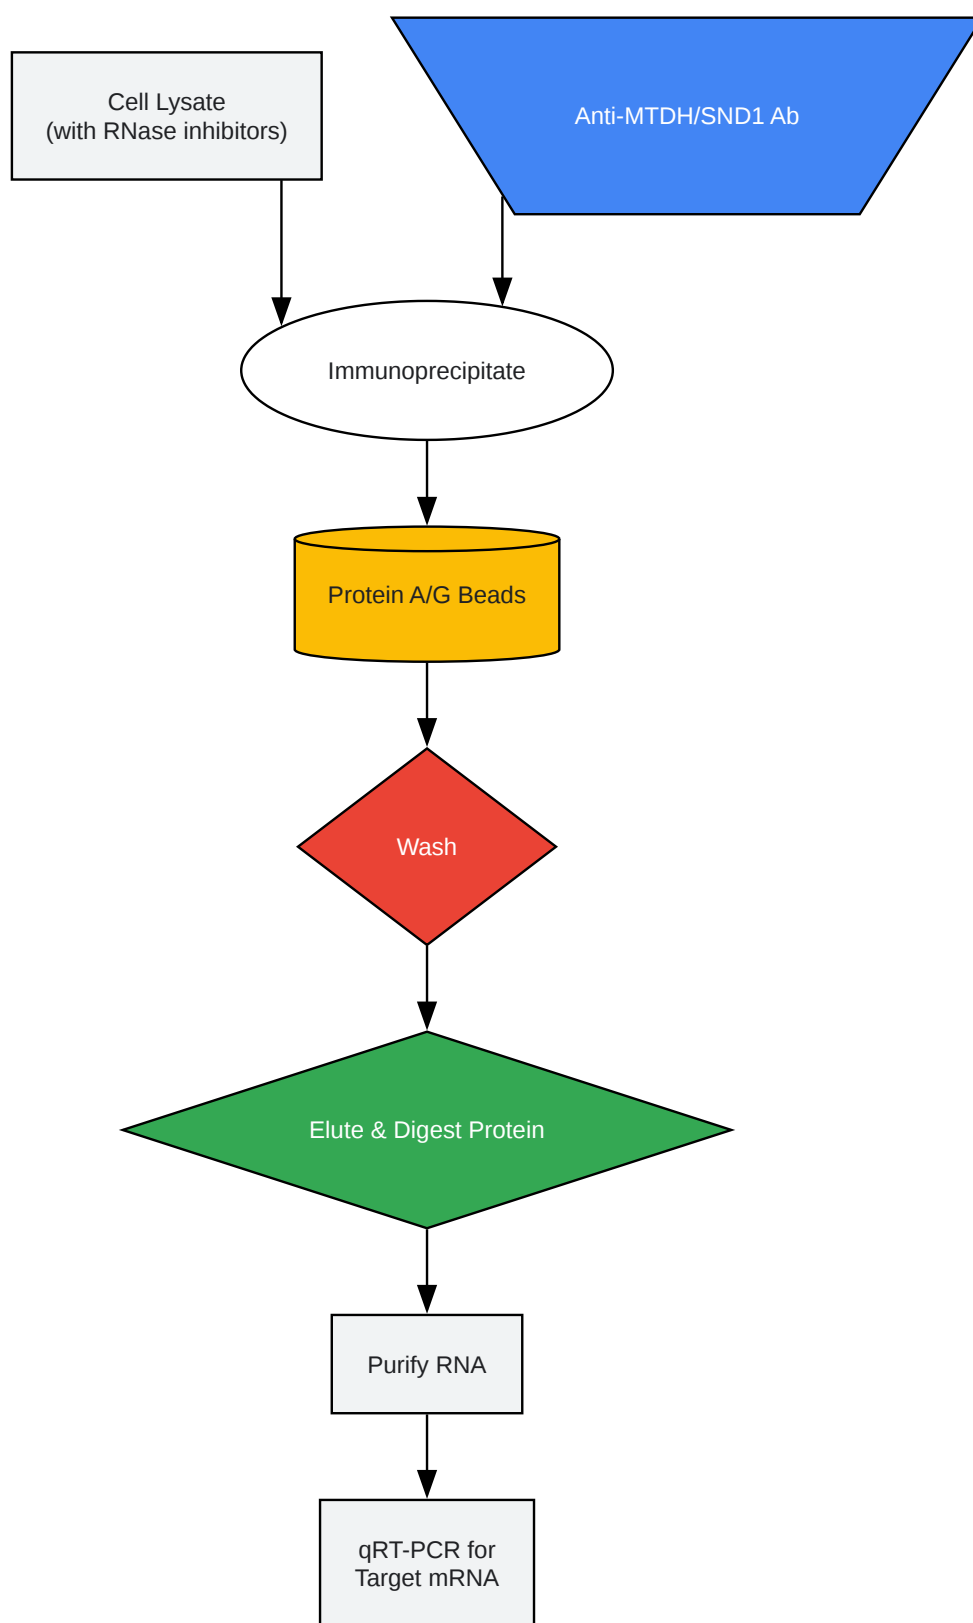 Cell Lysate
(with RNase inhibitors)
Anti-MTDH/SND1 Ab
Immunoprecipitate
Protein A/G Beads
Wash
Elute & Digest Protein
Purify RNA
qRT-PCR for
Target mRNA